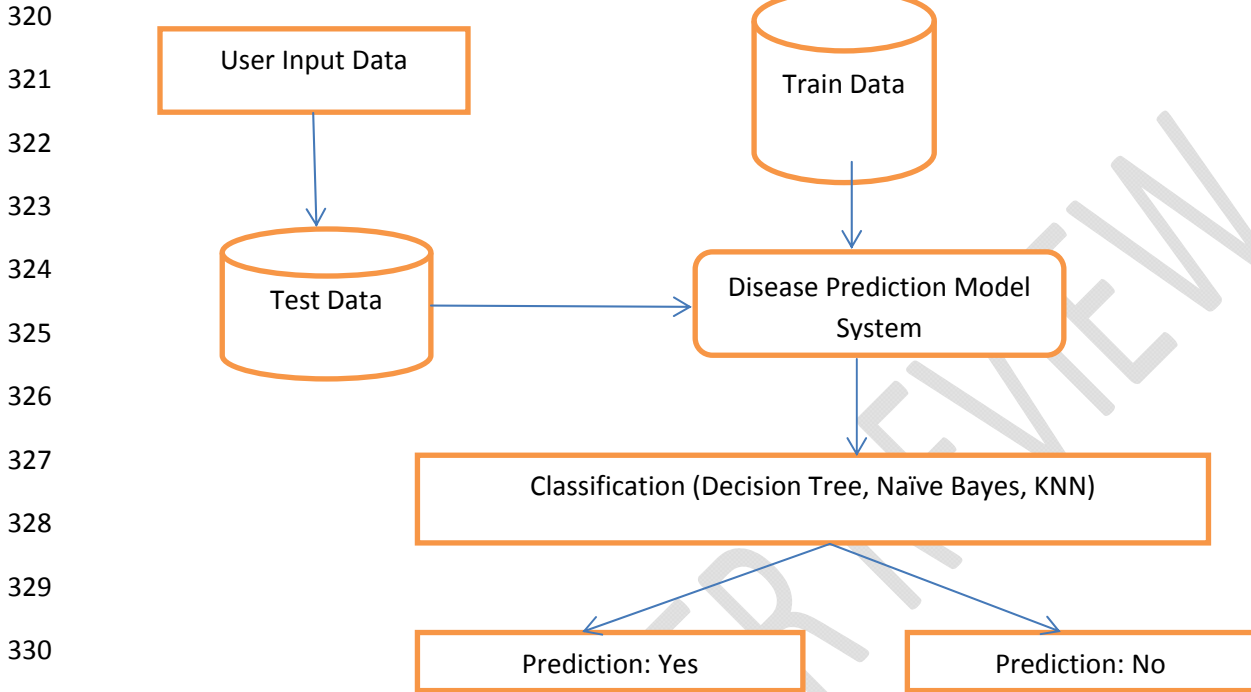 320
User Input Data
321
Train Data
322
323
324
Test Data
Disease Prediction Model
System
325
326
327
Classification (Decision Tree, Naïve Bayes, KNN)
328
329
330
Prediction: Yes
Prediction: No
ER REVIEW